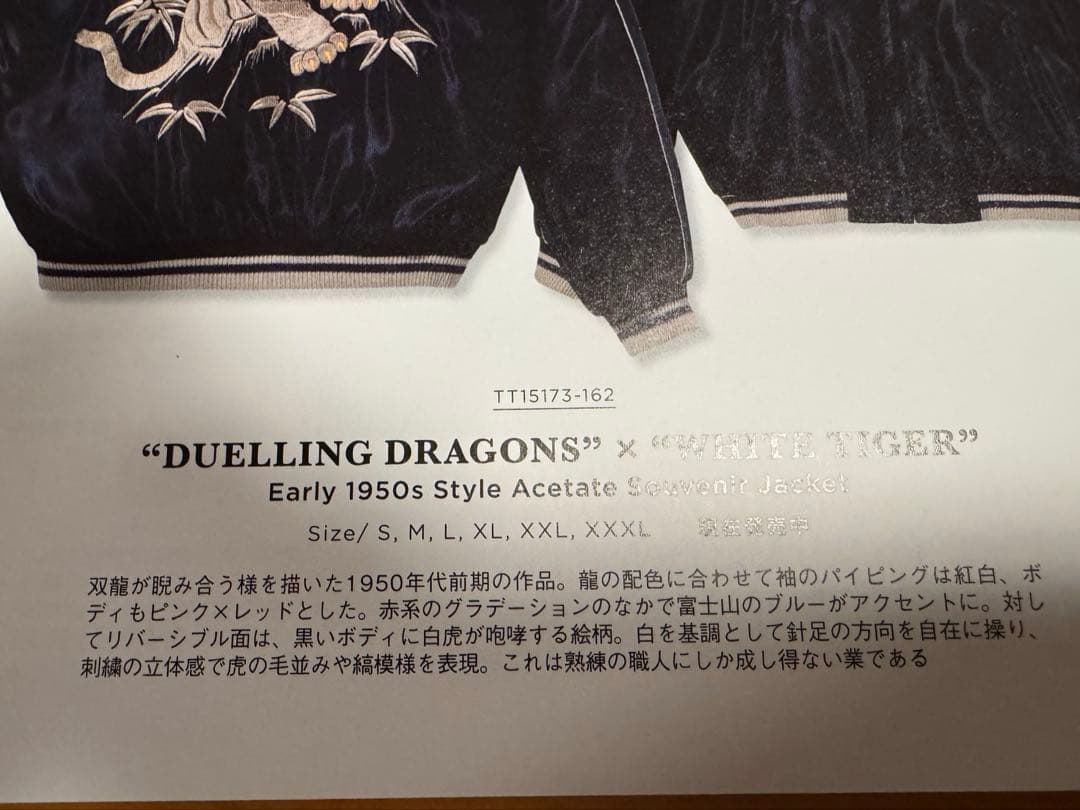 TT15173-162
“DUELLING DRAGONS” × “WHITE TIGER”
Early 1950s Style Acetate Souvenir Jacket
Size/ S, M, L, XL, XXL, XXXL　現在発売中
双龍が睨み合う様を描いた1950年代前期の作品。龍の配色に合わせて袖のパイピングは紅白、ボ
ディもピンク×レッドとした。赤系のグラデーションのなかで富士山のブルーがアクセントに。対し
てリバーシブル面は、黒いボディに白虎が咆哮する絵柄。白を基調として針足の方向を自在に操り、
刺繍の立体感で虎の毛並みや縞模様を表現。これは熟練の職人にしか成し得ない業である